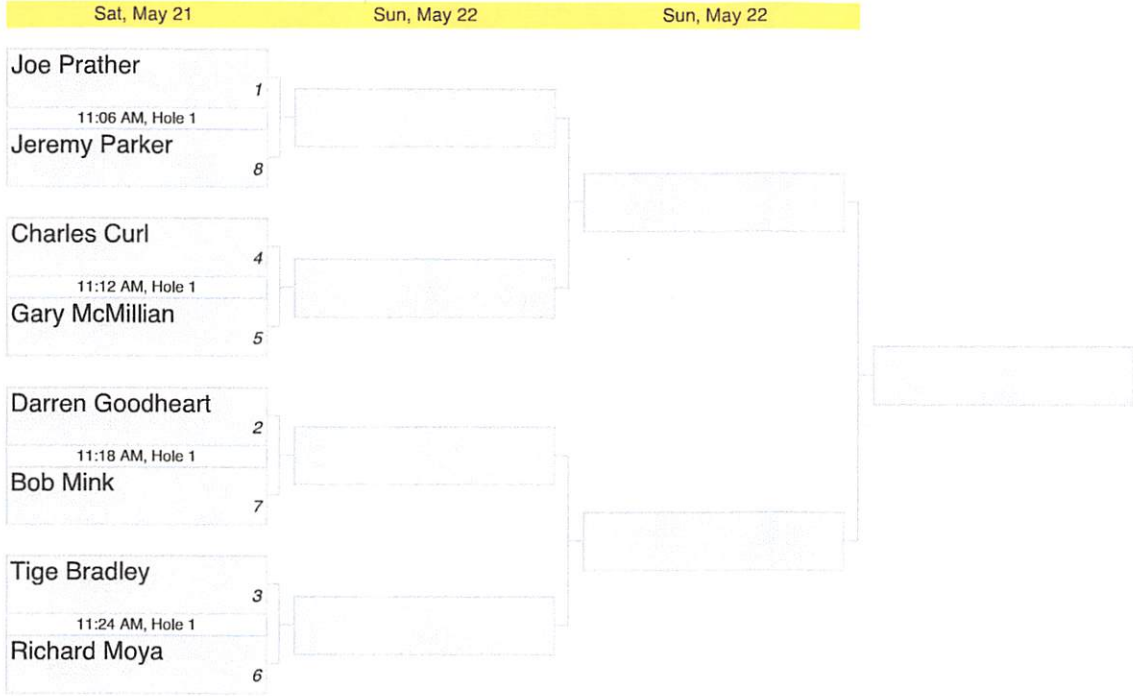 Sat, May 21
Sun, May 22
Sun, May 22
Joe Prather
1
11:06 AM, Hole 1
Jeremy Parker
8
Charles Curl
4
11:12 AM, Hole 1
Gary McMillian
5
Darren Goodheart
2
11:18 AM, Hole 1
Bob Mink
7
Tige Bradley
3
11:24 AM, Hole 1
Richard Moya
6